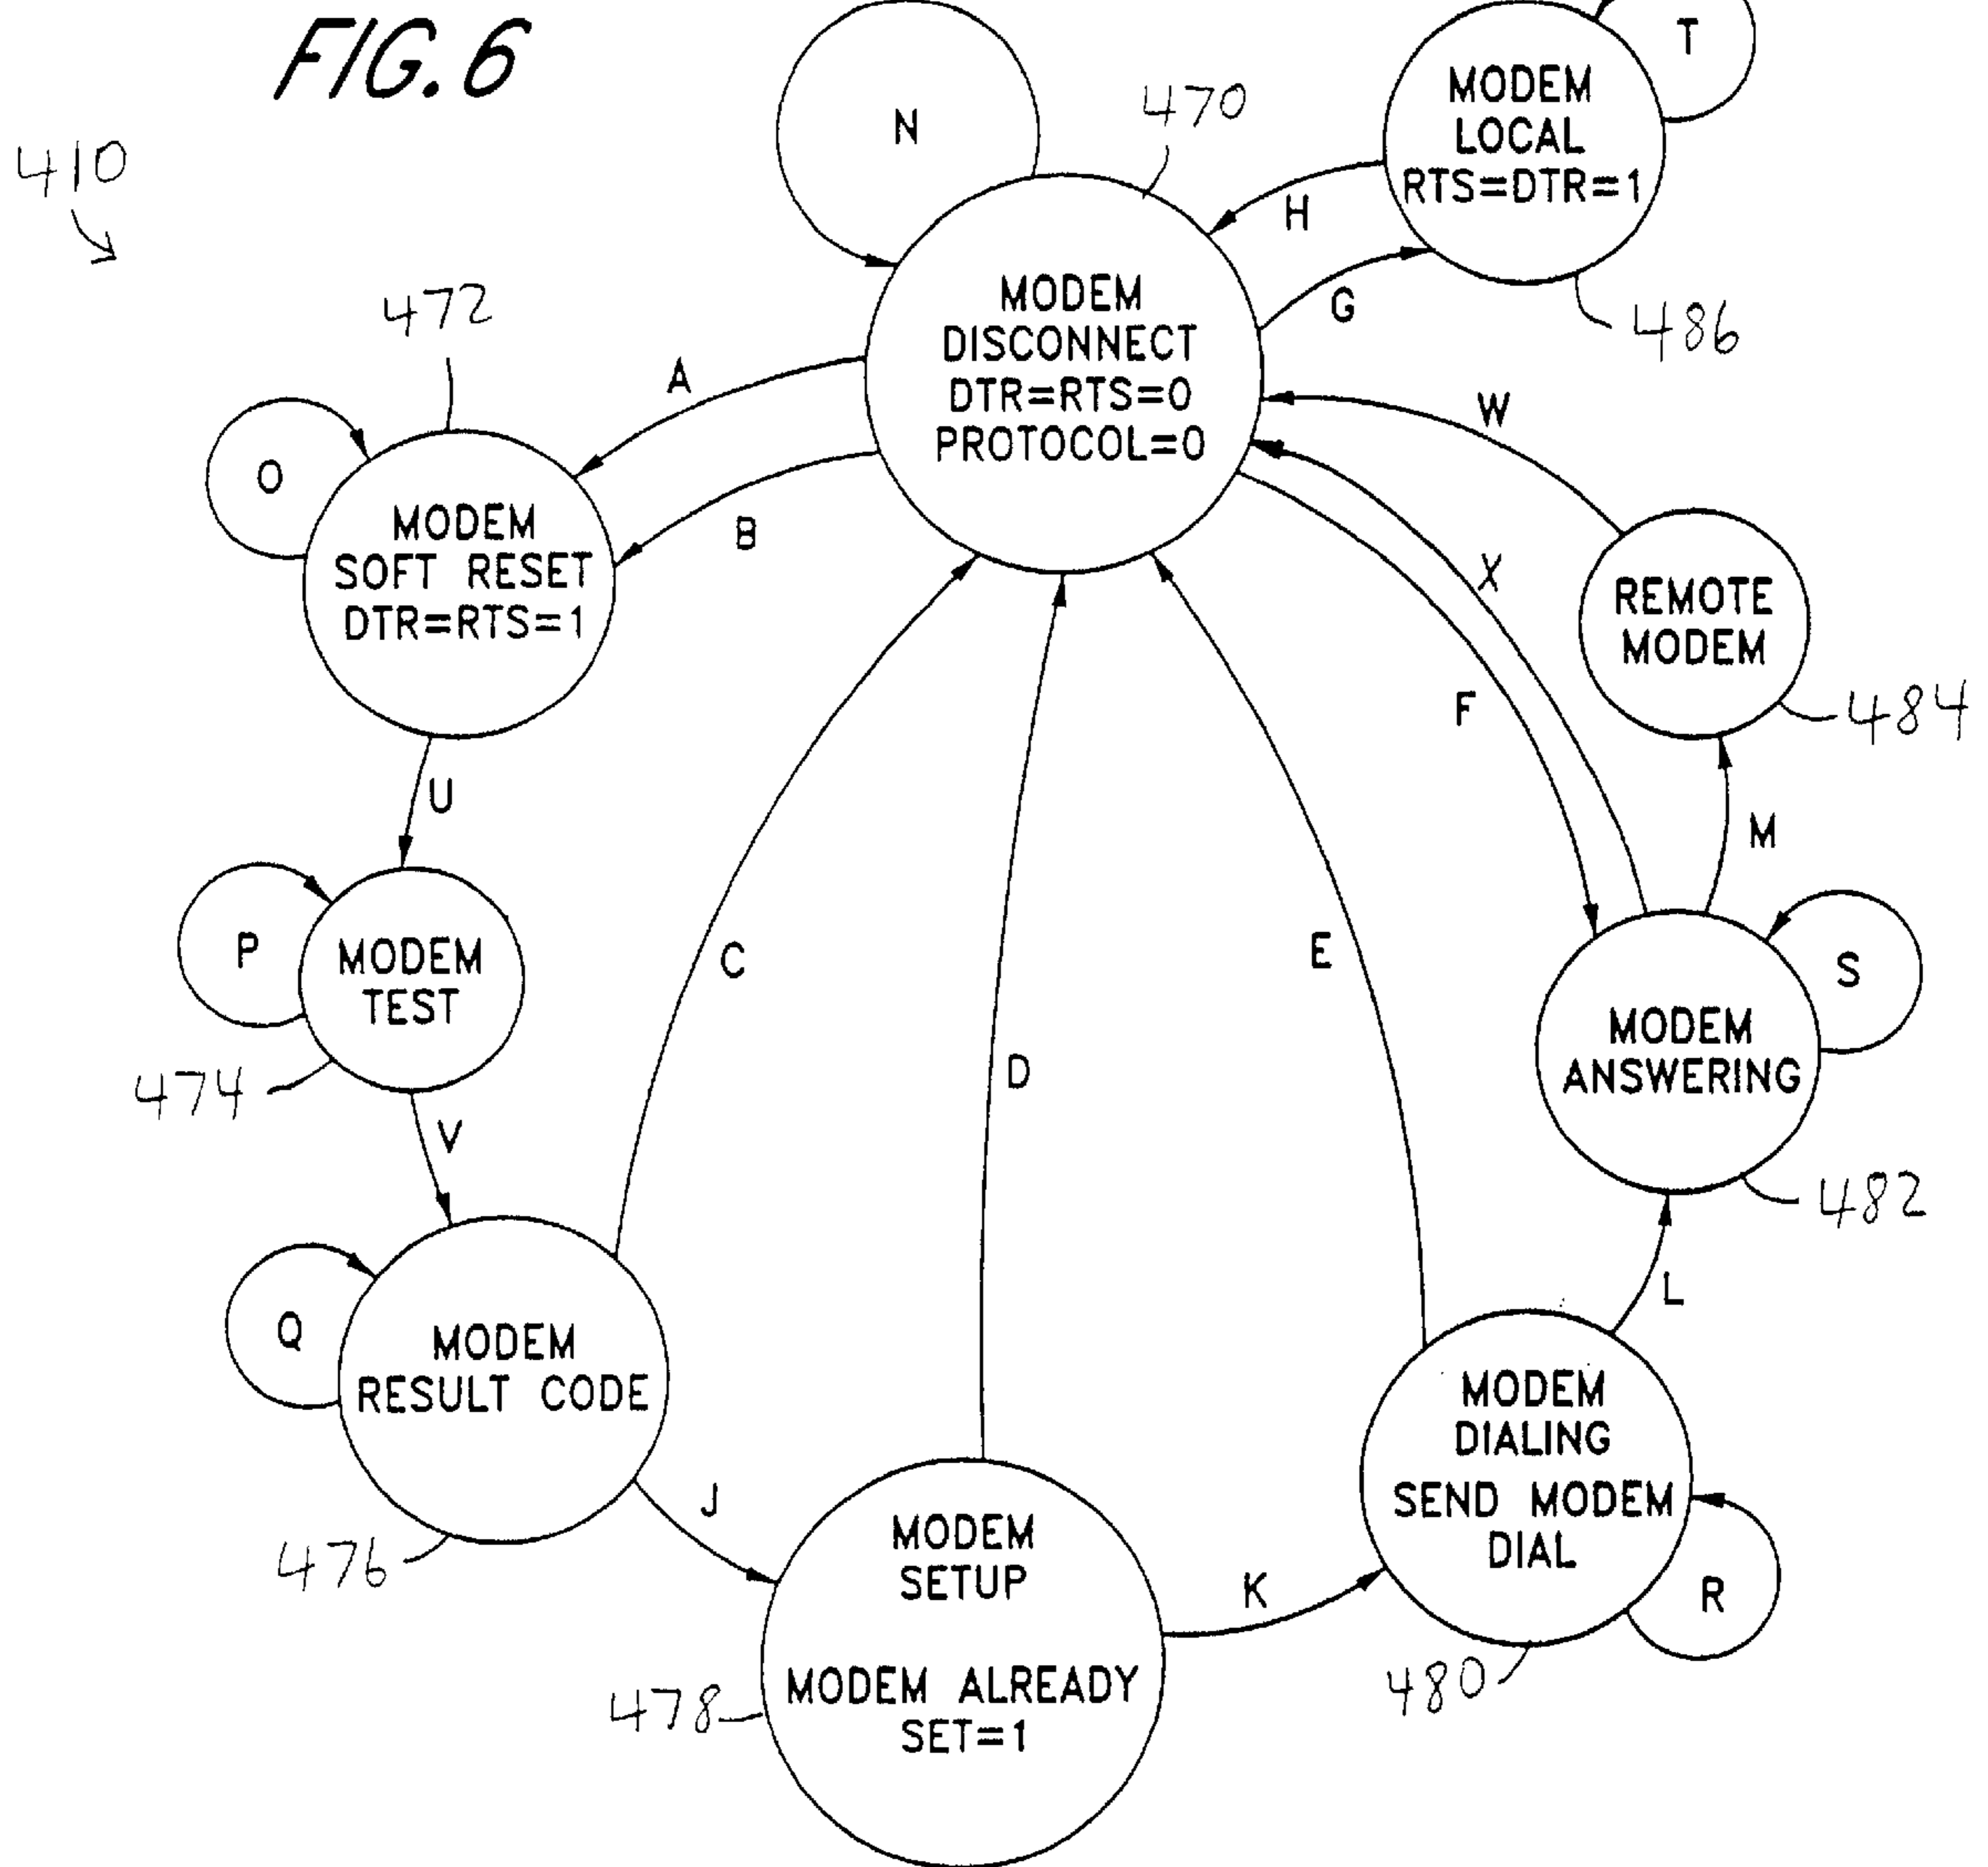 FIG. 6
410
N
470
T
MODEM
LOCAL
RTS=DTR=1
H
G
486
MODEM
DISCONNECT
DTR=RTS=0
PROTOCOL=0
472
A
B
O
MODEM
SOFT RESET
DTR=RTS=1
W
X
F
REMOTE
MODEM
484
U
M
P
MODEM
TEST
474
C
D
E
S
MODEM
ANSWERING
482
V
L
Q
MODEM
RESULT CODE
476
J
MODEM
SETUP
MODEM ALREADY
SET=1
478
K
MODEM
DIALING
SEND MODEM
DIAL
R
480